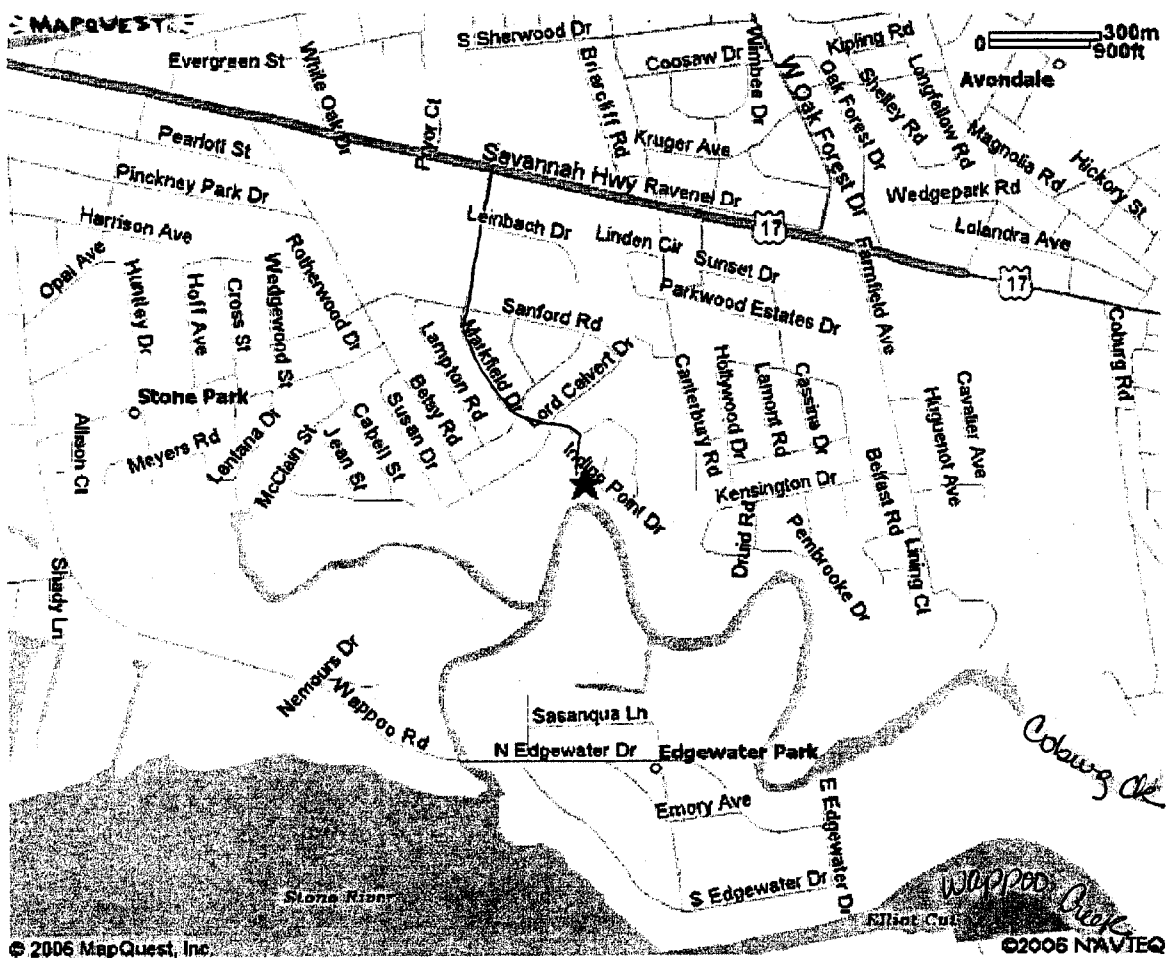 MAPQUEST
300m
0
900ft
S Sherwood Dr
Evergreen St
White Oak Dr
Briarcliff Rd
Coosaw Dr
Wimbee Dr
W Oak Forest Dr
Kipling Rd
Oak Forest Dr
Shelley Rd
Longfellow Rd
Avondale
Magnolia Rd
Hickory St
Pearlott St
Pryor Ct
Savannah Hwy
Kruger Ave
Ravenel Dr
Wedgepark Rd
Pinckney Park Dr
Harrison Ave
Leinbach Dr
Linden Cir
Sunset Dr
17
Lolandra Ave
17
Opal Ave
Huntley Dr
Hoff Ave
Cross St
Wedgewood St
Rotherwood Dr
Sanford Rd
Parkwood Estates Dr
Farmfield Ave
Coburg Rd
Lampton Rd
Markfield Dr
Lord Calvert Dr
Canterbury Rd
Hollywood Dr
Lamont Rd
Cassina Dr
Cavalier Ave
Huguenot Ave
Stone Park
Allison Ct
Meyers Rd
Lantana Dr
McClain St
Jean St
Cabell St
Susan Dr
Betsy Rd
Indigo Point Dr
Kensington Dr
Belfast Rd
Druid Rd
Pembrooke Dr
Lining Ct
Shady Ln
Nemours Dr
Wappoo Rd
Sasanqua Ln
N Edgewater Dr
Edgewater Park
Coburg Ck
Emory Ave
E Edgewater Dr
S Edgewater Dr
Stono River
Elliot Cut
Wappoo Creek
© 2006 MapQuest, Inc.
©2006 NAVTEQ